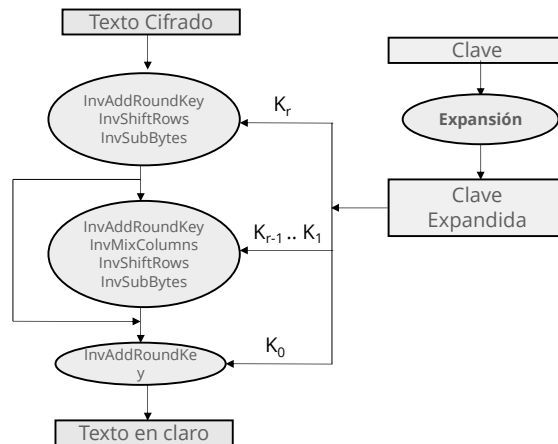 Texto Cifrado
InvAddRoundKey
InvShiftRows
InvSubBytes
InvAddRoundKey
InvMixColumns
InvShiftRows
InvSubBytes
InvAddRoundKe
y
Texto en claro
Kr
Kr-1 .. K1
K0
Clave
Expansión
Clave
Expandida